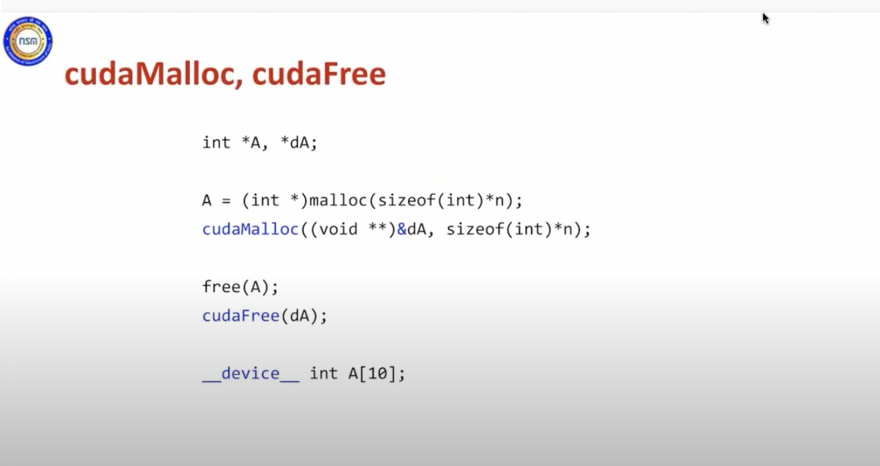 nsm
cudaMalloc, cudaFree
int *A, *dA;
A = (int *)malloc(sizeof(int)*n);
cudaMalloc((void **)&dA, sizeof(int)*n);
free(A);
cudaFree(dA);
__device__ int A[10];